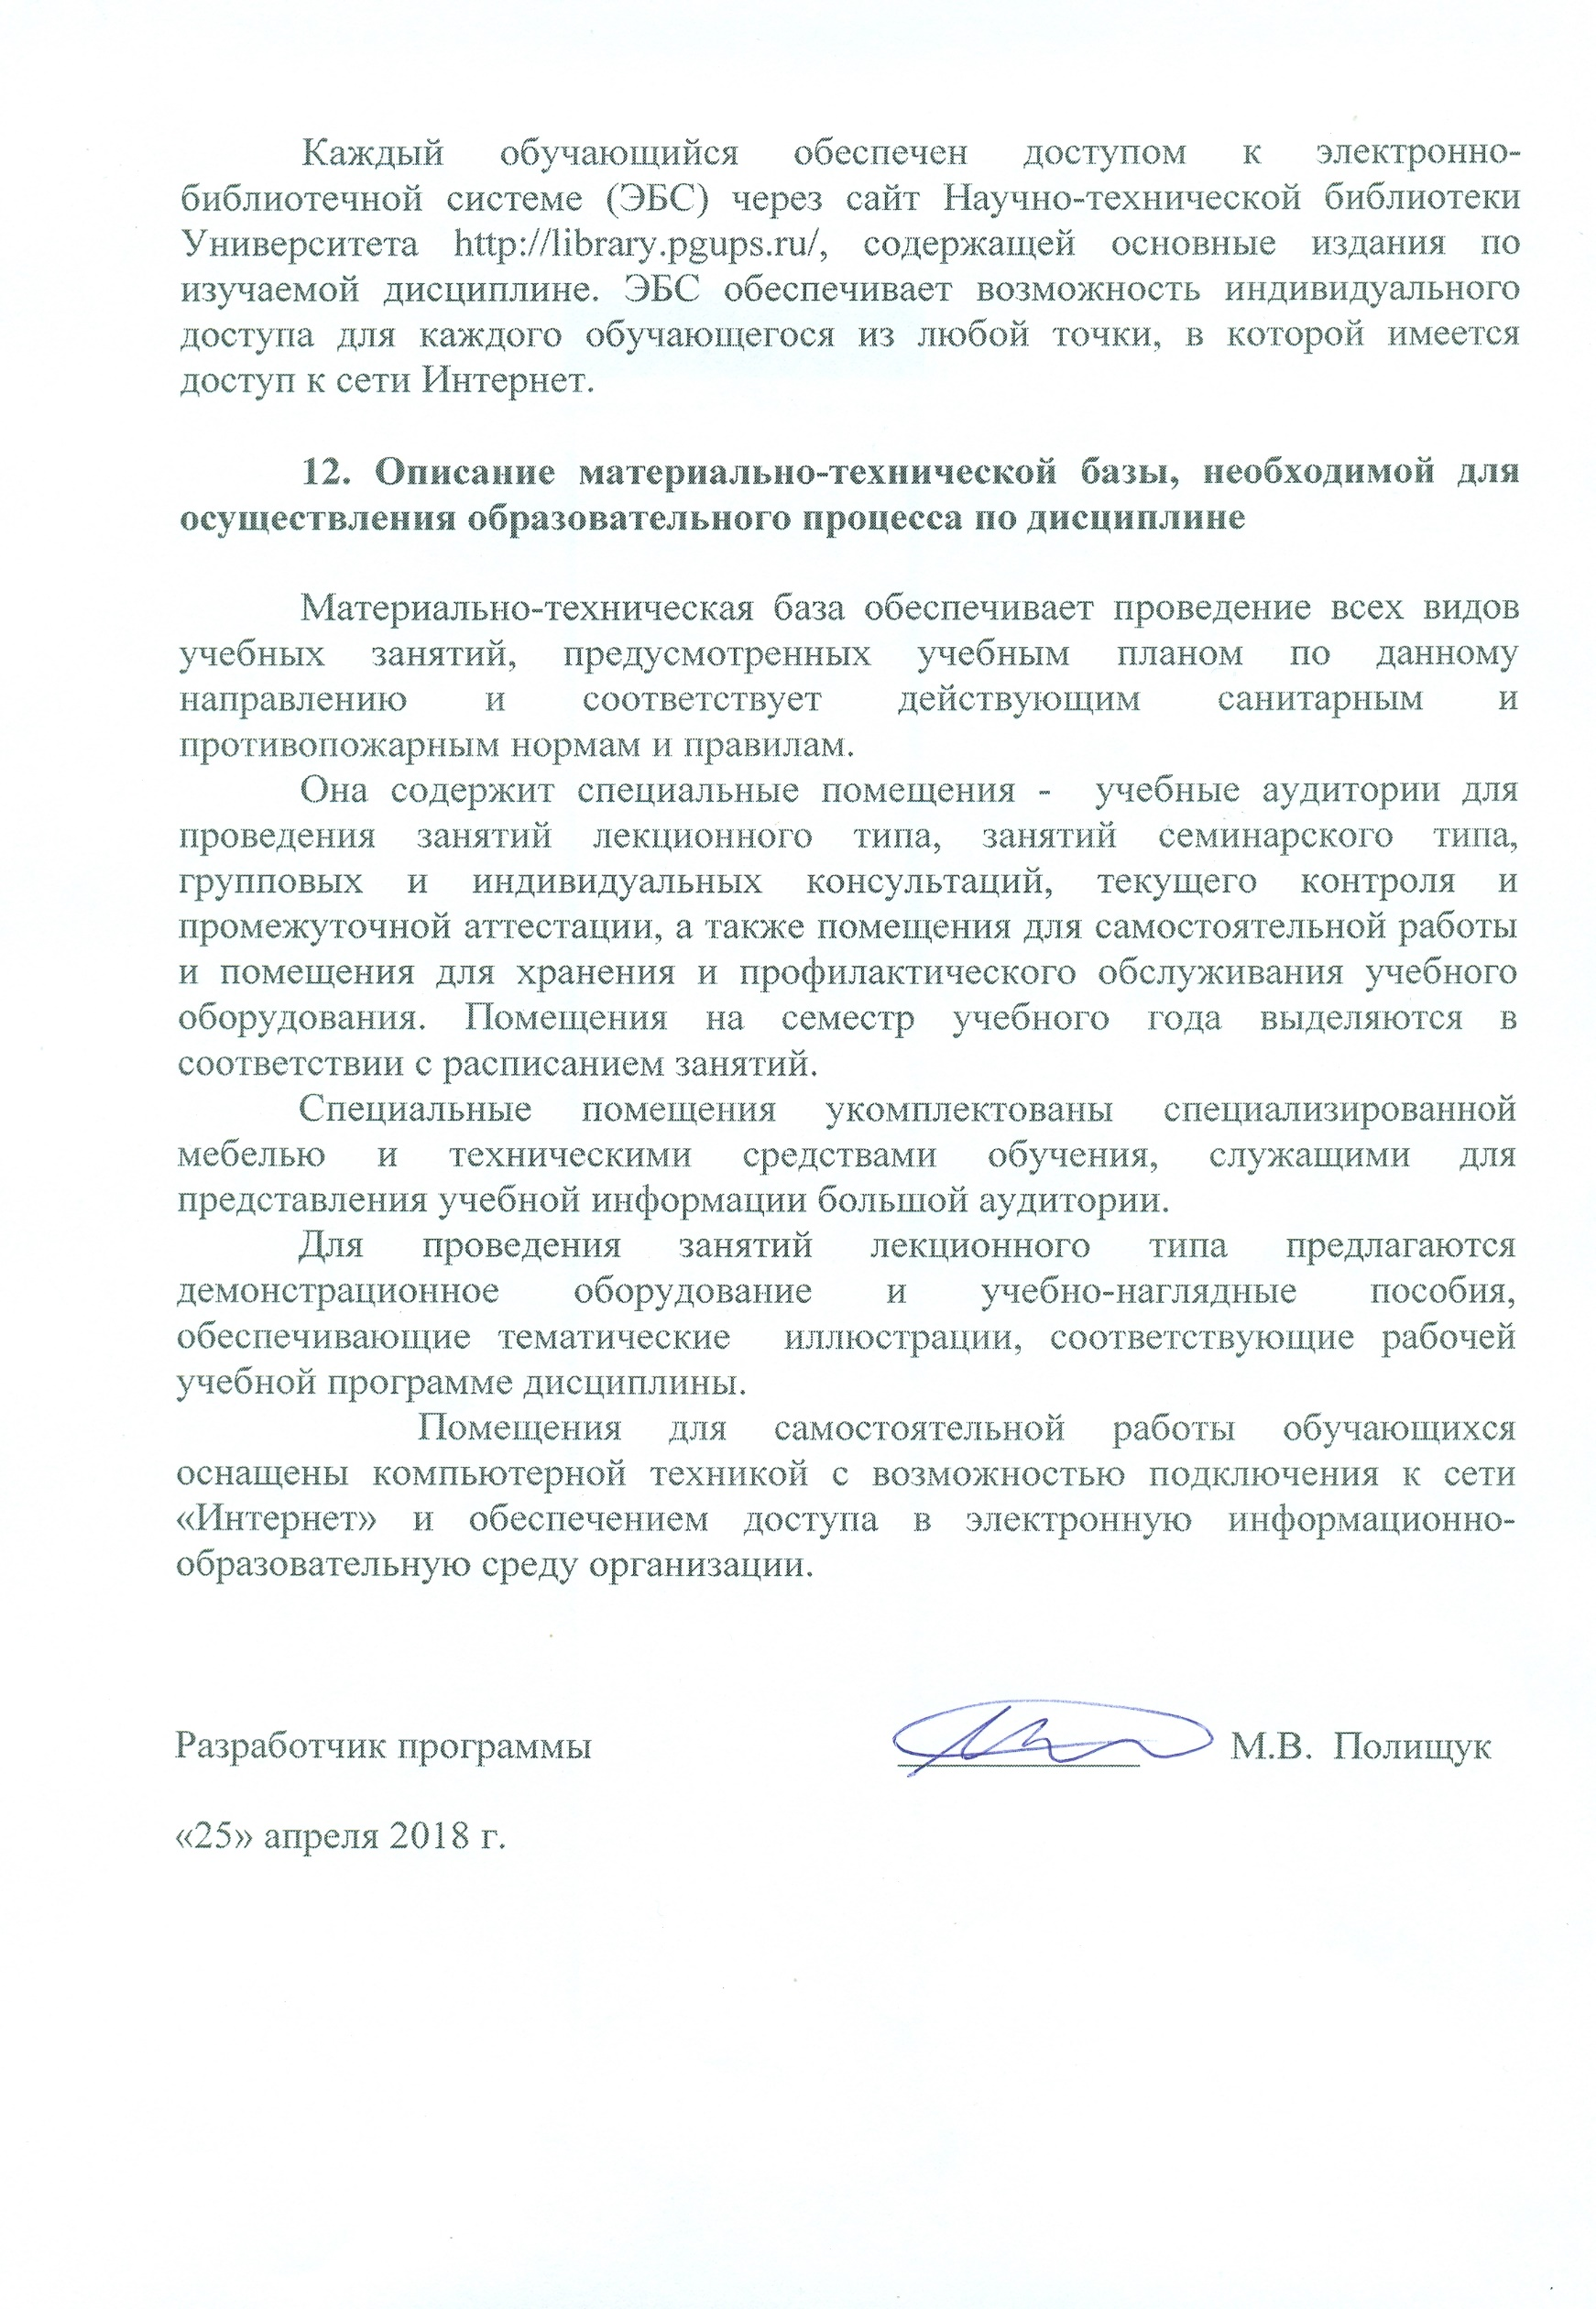 Каждый обучающийся обеспечен доступом к электронно-
библиотечной системе (ЭБС) через сайт Научно-технической библиотеки
Университета http://library.pgups.ru/, содержащей основные издания по
изучаемой дисциплине. ЭБС обеспечивает возможность индивидуального
доступа для каждого обучающегося из любой точки, в которой имеется
доступ к сети Интернет.
12. Описание материально-технической базы, необходимой для
осуществления образовательного процесса по дисциплине
Материально-техническая база обеспечивает проведение всех видов
учебных занятий, предусмотренных учебным планом по данному
направлению и соответствует действующим санитарным и
противопожарным нормам и правилам.
Она содержит специальные помещения - учебные аудитории для
проведения занятий лекционного типа, занятий семинарского типа,
групповых и индивидуальных консультаций, текущего контроля и
промежуточной аттестации, а также помещения для самостоятельной работы
и помещения для хранения и профилактического обслуживания учебного
оборудования. Помещения на семестр учебного года выделяются в
соответствии с расписанием занятий.
Специальные помещения укомплектованы специализированной
мебелью и техническими средствами обучения, служащими для
представления учебной информации большой аудитории.
Для проведения занятий лекционного типа предлагаются
демонстрационное оборудование и учебно-наглядные пособия,
обеспечивающие тематические иллюстрации, соответствующие рабочей
учебной программе дисциплины.
Помещения для самостоятельной работы обучающихся
оснащены компьютерной техникой с возможностью подключения к сети
«Интернет» и обеспечением доступа в электронную информационно-
образовательную среду организации.
Разработчик программы М.В. Полищук
«25» апреля 2018 г.